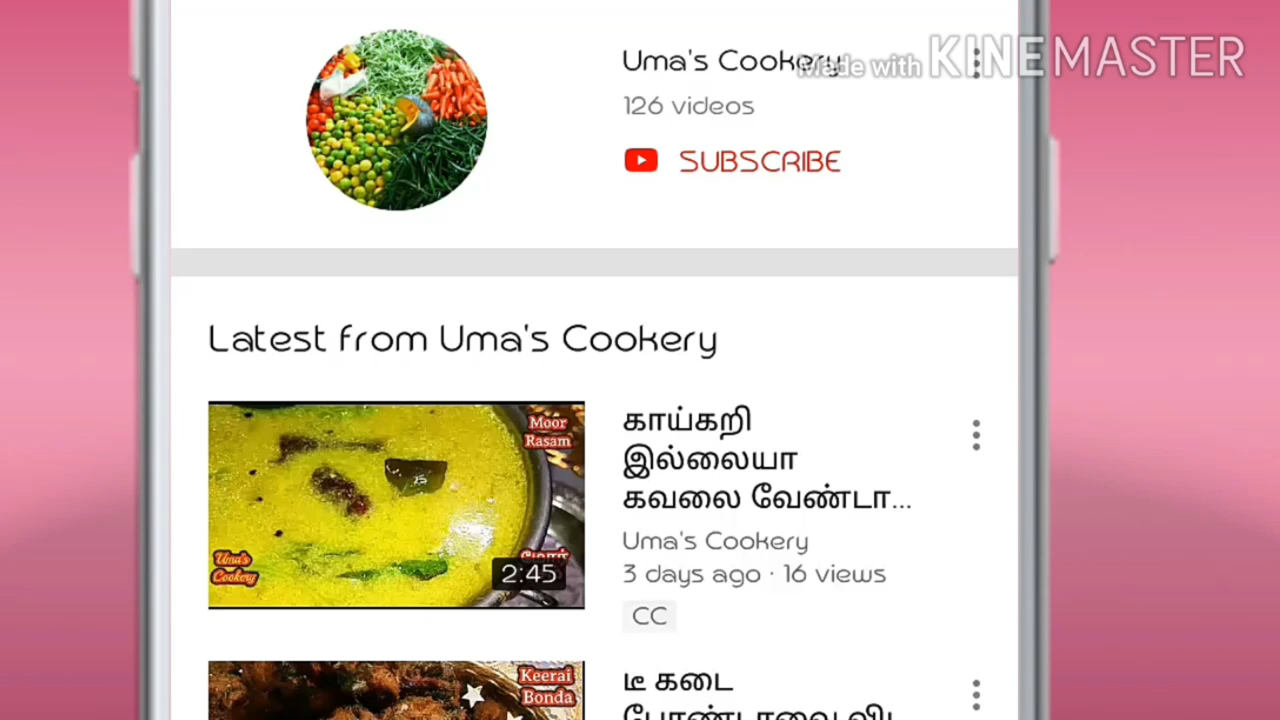 Uma's Cookery
Made with KINEMASTER
126 videos
SUBSCRIBE
Latest from Uma's Cookery
Moor
Rasam
Uma's
Cookery
மோர்
2:45
காய்கறி
இல்லையா
கவலை வேண்டா...
Uma's Cookery
3 days ago · 16 views
CC
Keerai
Bonda
டீ கடை